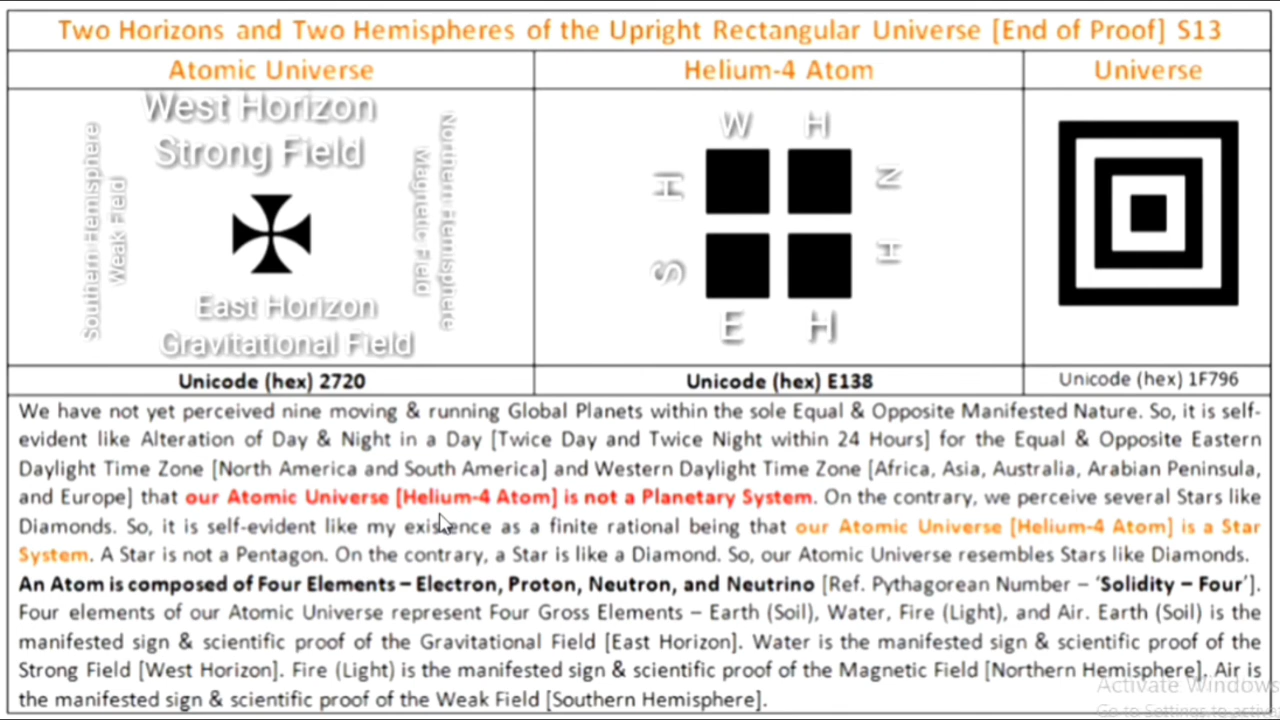 Two Horizons and Two Hemispheres of the Upright Rectangular Universe [End of Proof] S13
Atomic Universe
Helium-4 Atom
Universe
West Horizon
Strong Field
Southern Hemisphere
Weak Field
Magnetic Field
Northern Hemisphere
East Horizon
Gravitational Field
W H
H
N
S
H
E H
Unicode (hex) 2720
Unicode (hex) E138
Unicode (hex) 1F796
We have not yet perceived nine moving & running Global Planets within the sole Equal & Opposite Manifested Nature. So, it is self-
evident like Alteration of Day & Night in a Day [Twice Day and Twice Night within 24 Hours] for the Equal & Opposite Eastern
Daylight Time Zone [North America and South America] and Western Daylight Time Zone [Africa, Asia, Australia, Arabian Peninsula,
and Europe] that our Atomic Universe [Helium-4 Atom] is not a Planetary System. On the contrary, we perceive several Stars like
Diamonds. So, it is self-evident like my existence as a finite rational being that our Atomic Universe [Helium-4 Atom] is a Star
System. A Star is not a Pentagon. On the contrary, a Star is like a Diamond. So, our Atomic Universe resembles Stars like Diamonds.
An Atom is composed of Four Elements – Electron, Proton, Neutron, and Neutrino [Ref. Pythagorean Number – ‘Solidity – Four’].
Four elements of our Atomic Universe represent Four Gross Elements – Earth (Soil), Water, Fire (Light), and Air. Earth (Soil) is the
manifested sign & scientific proof of the Gravitational Field [East Horizon]. Water is the manifested sign & scientific proof of the
Strong Field [West Horizon]. Fire (Light) is the manifested sign & scientific proof of the Magnetic Field [Northern Hemisphere]. Air is
the manifested sign & scientific proof of the Weak Field [Southern Hemisphere].
Activate Windows
Go to Settings to activate